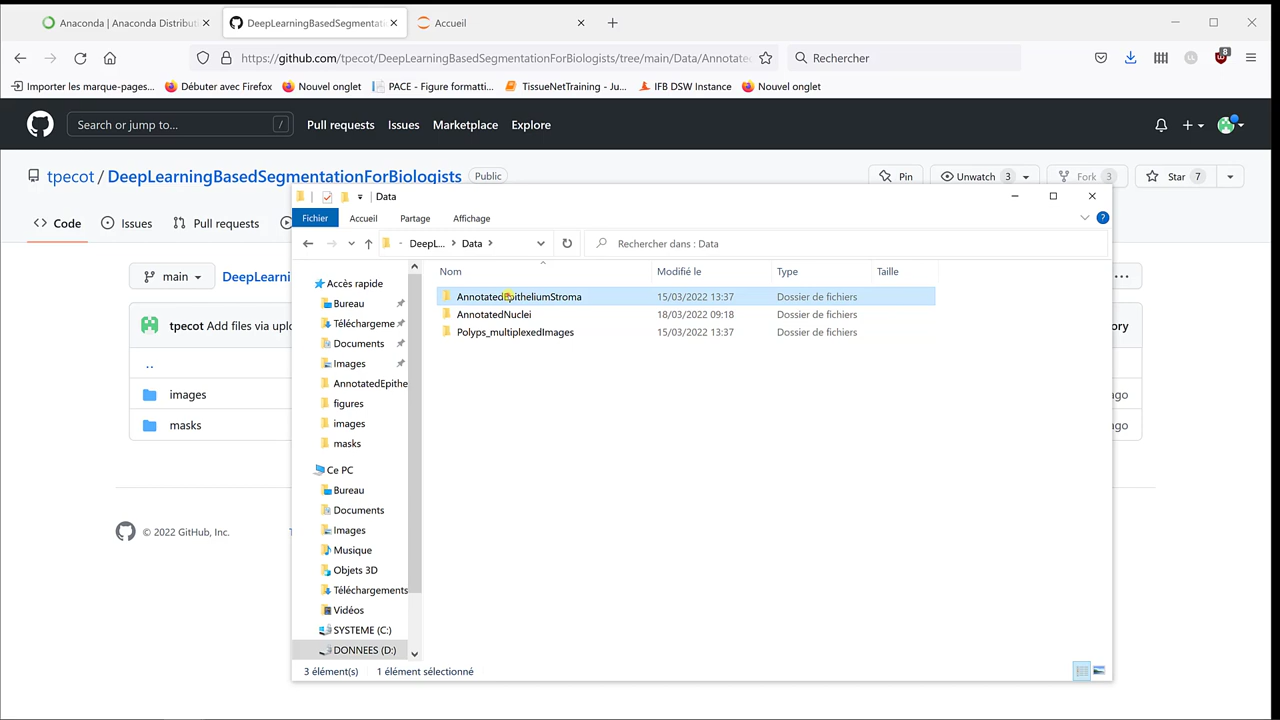 Anaconda | Anaconda Distribut
DeepLearningBasedSegmentati
Accueil
https://github.com/tpecot/DeepLearningBasedSegmentationForBiologists/tree/main/Data/Annotate
Rechercher
8
Importer les marque-pages...
Débuter avec Firefox
Nouvel onglet
PACE - Figure formatti...
TissueNetTraining - Ju...
IFB DSW Instance
Nouvel onglet
Search or jump to...
/
Pull requests
Issues
Marketplace
Explore
tpecot / DeepLearningBasedSegmentationForBiologists
Public
Pin
Unwatch 3
Fork 3
Star 7
Code
Issues
Pull requests
main
DeepLearni
tpecot Add files via uplo
ory
..
images
ago
masks
ago
© 2022 GitHub, Inc.
Data
Fichier
Accueil
Partage
Affichage
DeepL...
Data
Rechercher dans : Data
Nom
Modifié le
Type
Taille
AnnotatedEpitheliumStroma
15/03/2022 13:37
Dossier de fichiers
AnnotatedNuclei
18/03/2022 09:18
Dossier de fichiers
Polyps_multiplexedImages
15/03/2022 13:37
Dossier de fichiers
Accès rapide
Bureau
Téléchargeme
Documents
Images
AnnotatedEpithe
figures
images
masks
Ce PC
Bureau
Documents
Images
Musique
Objets 3D
Téléchargements
Vidéos
SYSTEME (C:)
DONNEES (D:)
3 élément(s)
1 élément sélectionné